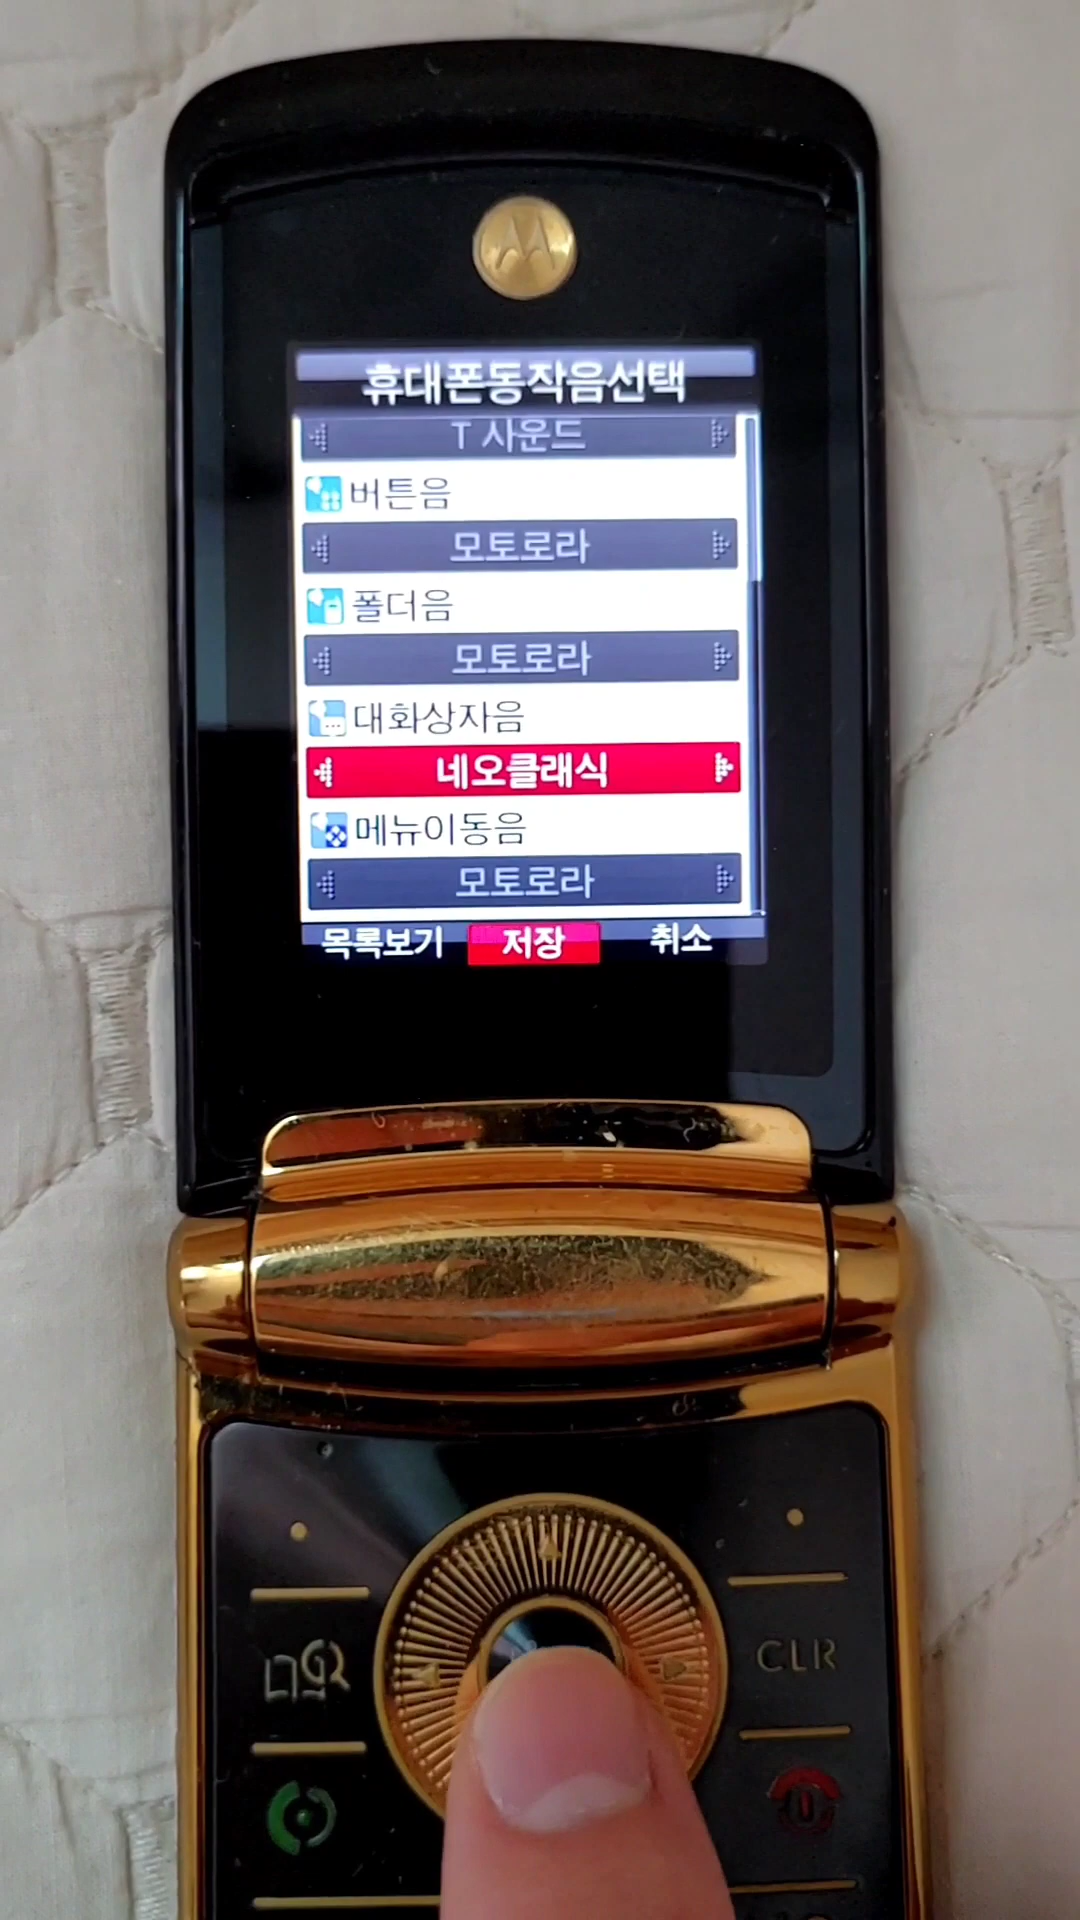 휴대폰동작음선택
T 사운드
버튼음
모토로라
폴더음
모토로라
대화상자음
네오클래식
메뉴이동음
모토로라
목록보기 저장 취소
CLR